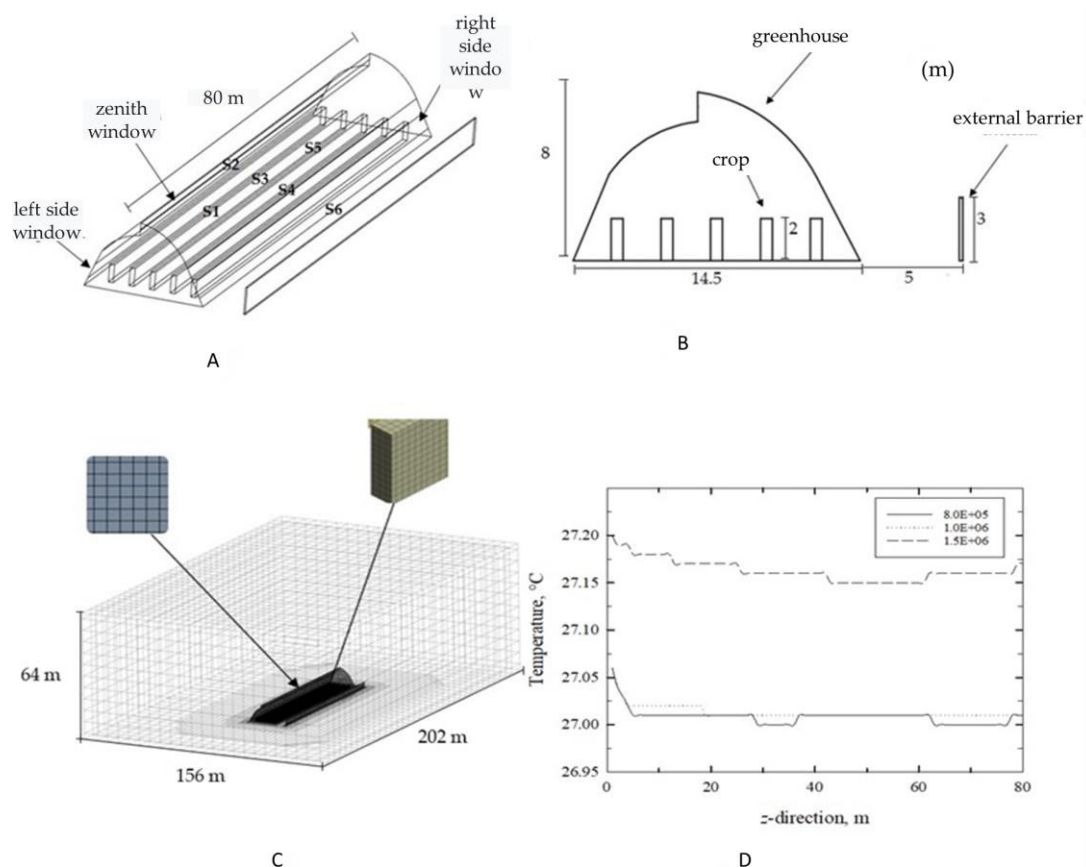 right
side
windo
w
80 m
zenith
window
S2
S5
S3
S4
S1
S6
left side
window.
A
greenhouse
(m)
external barrier
8
crop
2
3
14.5
5
B
64 m
156 m
202 m
C
8.0E+05
1.0E+06
1.5E+06
27.20
27.15
27.10
27.05
27.00
26.95
Temperature, °C
0
20
40
60
80
z-direction, m
D